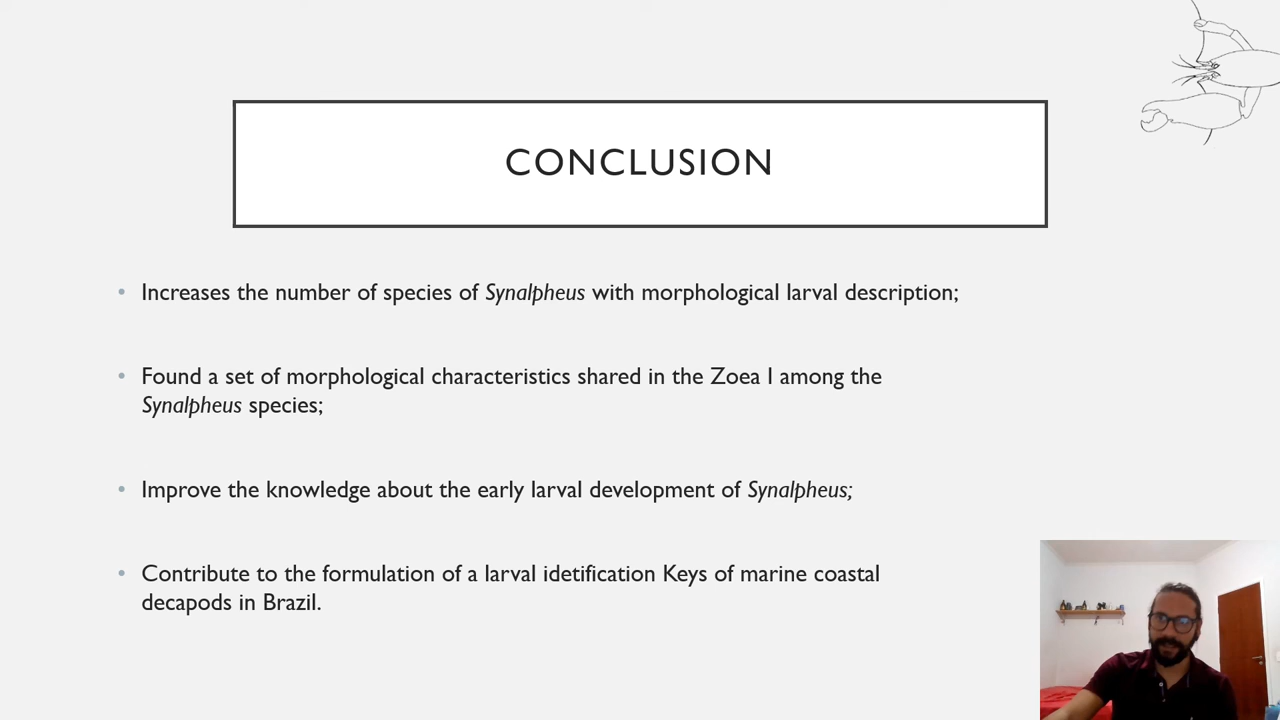 CONCLUSION
• Increases the number of species of Synalpheus with morphological larval description;
• Found a set of morphological characteristics shared in the Zoea I among the
Synalpheus species;
• Improve the knowledge about the early larval development of Synalpheus;
• Contribute to the formulation of a larval idetification Keys of marine coastal
decapods in Brazil.